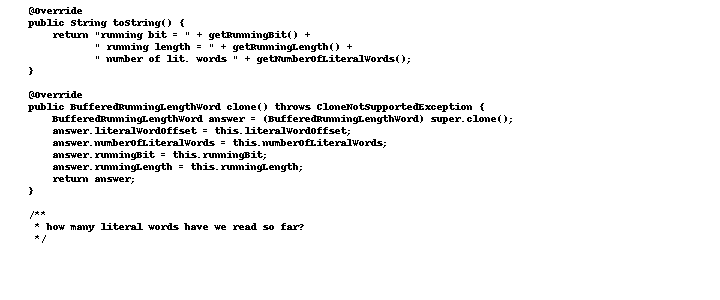 @Override
public String toString() {
return "running bit = " + getRunningBit() +
" running length = " + getRunningLength() +
" number of lit. words " + getNumberOfLiteralWords();
}
@Override
public BufferedRunningLengthWord clone() throws CloneNotSupportedException {
BufferedRunningLengthWord answer = (BufferedRunningLengthWord) super.clone();
answer.literalWordOffset = this.literalWordOffset;
answer.numberOfLiteralWords = this.numberOfLiteralWords;
answer.runningBit = this.runningBit;
answer.runningLength = this.runningLength;
return answer;
}
/**
* how many literal words have we read so far?
*/